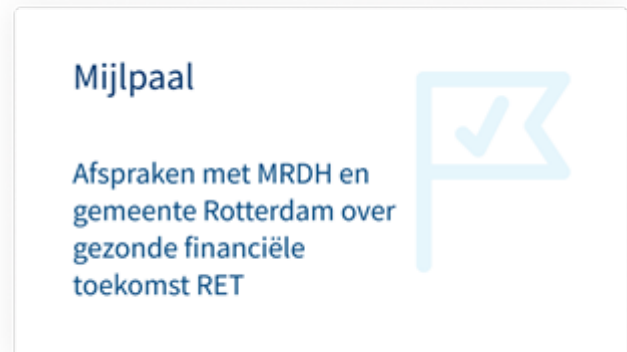 Mijlpaal
Afspraken met MRDH en
gemeente Rotterdam over
gezonde financiële
toekomst RET